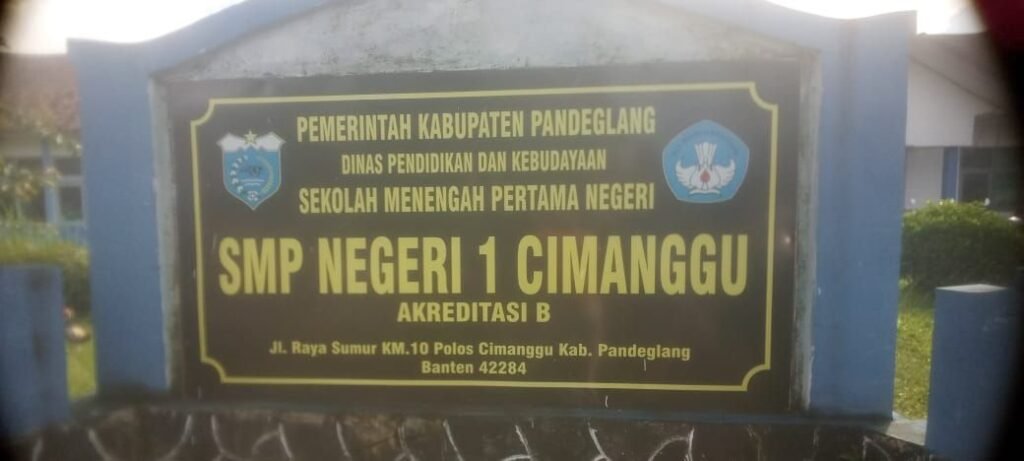 PEMERINTAH KABUPATEN PANDEGLANG
DINAS PENDIDIKAN DAN KEBUDAYAAN
SEKOLAH MENENGAH PERTAMA NEGERI
SMP NEGERI 1 CIMANGGU
AKREDITASI B
Jl. Raya Sumur KM.10 Polos Cimanggu Kab. Pandeglang
Banten 42284